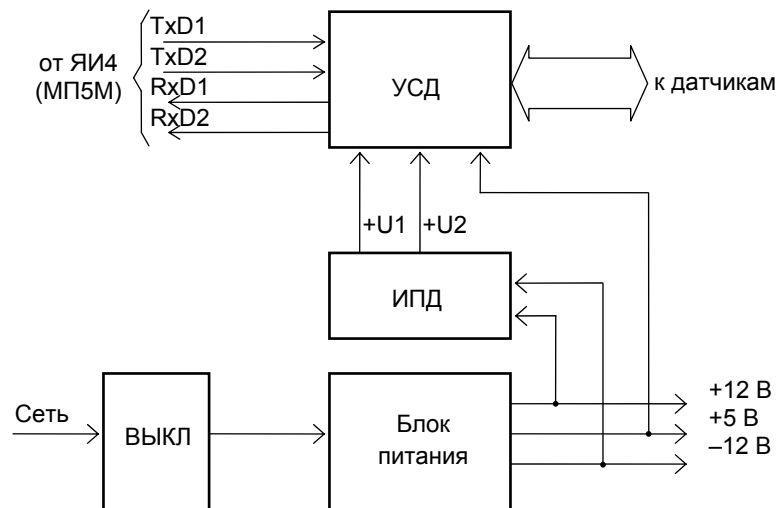 TxD1
TxD2
RxD1
RxD2
от ЯИ4
(МП5М)
УСД
к датчикам
+U1
+U2
ИПД
Сеть
ВЫКЛ
Блок
питания
+12 В
+5 В
–12 В